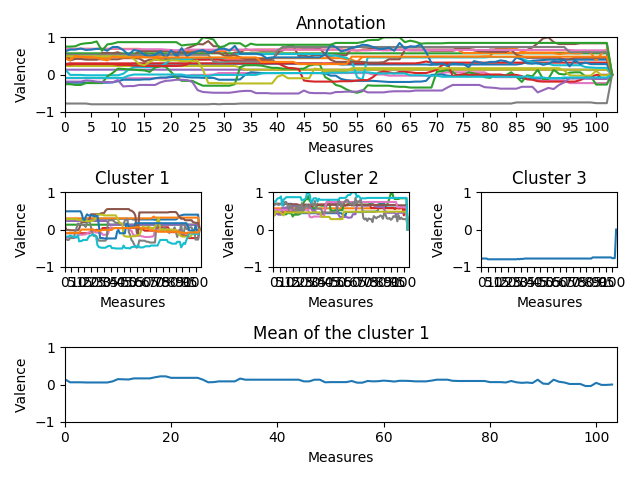 Annotation
1
0
−1
Valence
0 5 10 15 20 25 30 35 40 45 50 55 60 65 70 75 80 85 90 95 100
Measures
Cluster 1 Cluster 2 Cluster 3
1 1 1
0 0 0
−1 −1 −1
Valence Valence Valence
Measures Measures Measures
Mean of the cluster 1
1
0
−1
Valence
0 20 40 60 80 100
Measures